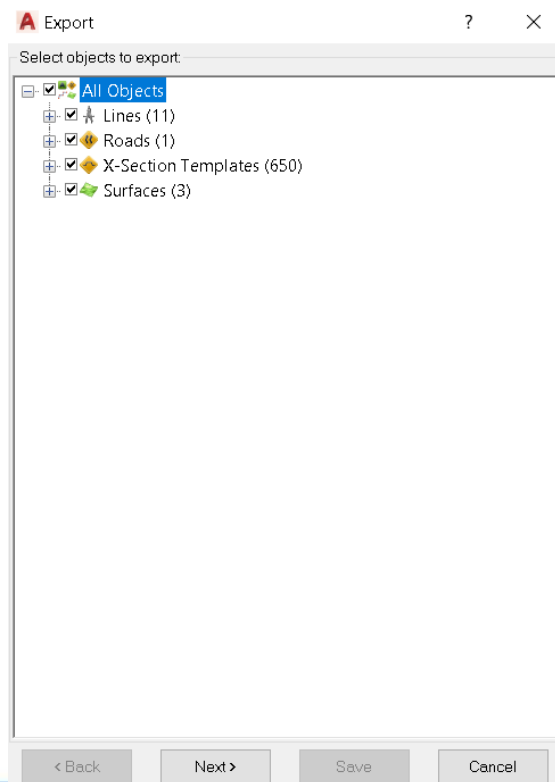 Export
?
Select objects to export:
All Objects
Lines (11)
Roads (1)
X-Section Templates (650)
Surfaces (3)
< Back
Next >
Save
Cancel